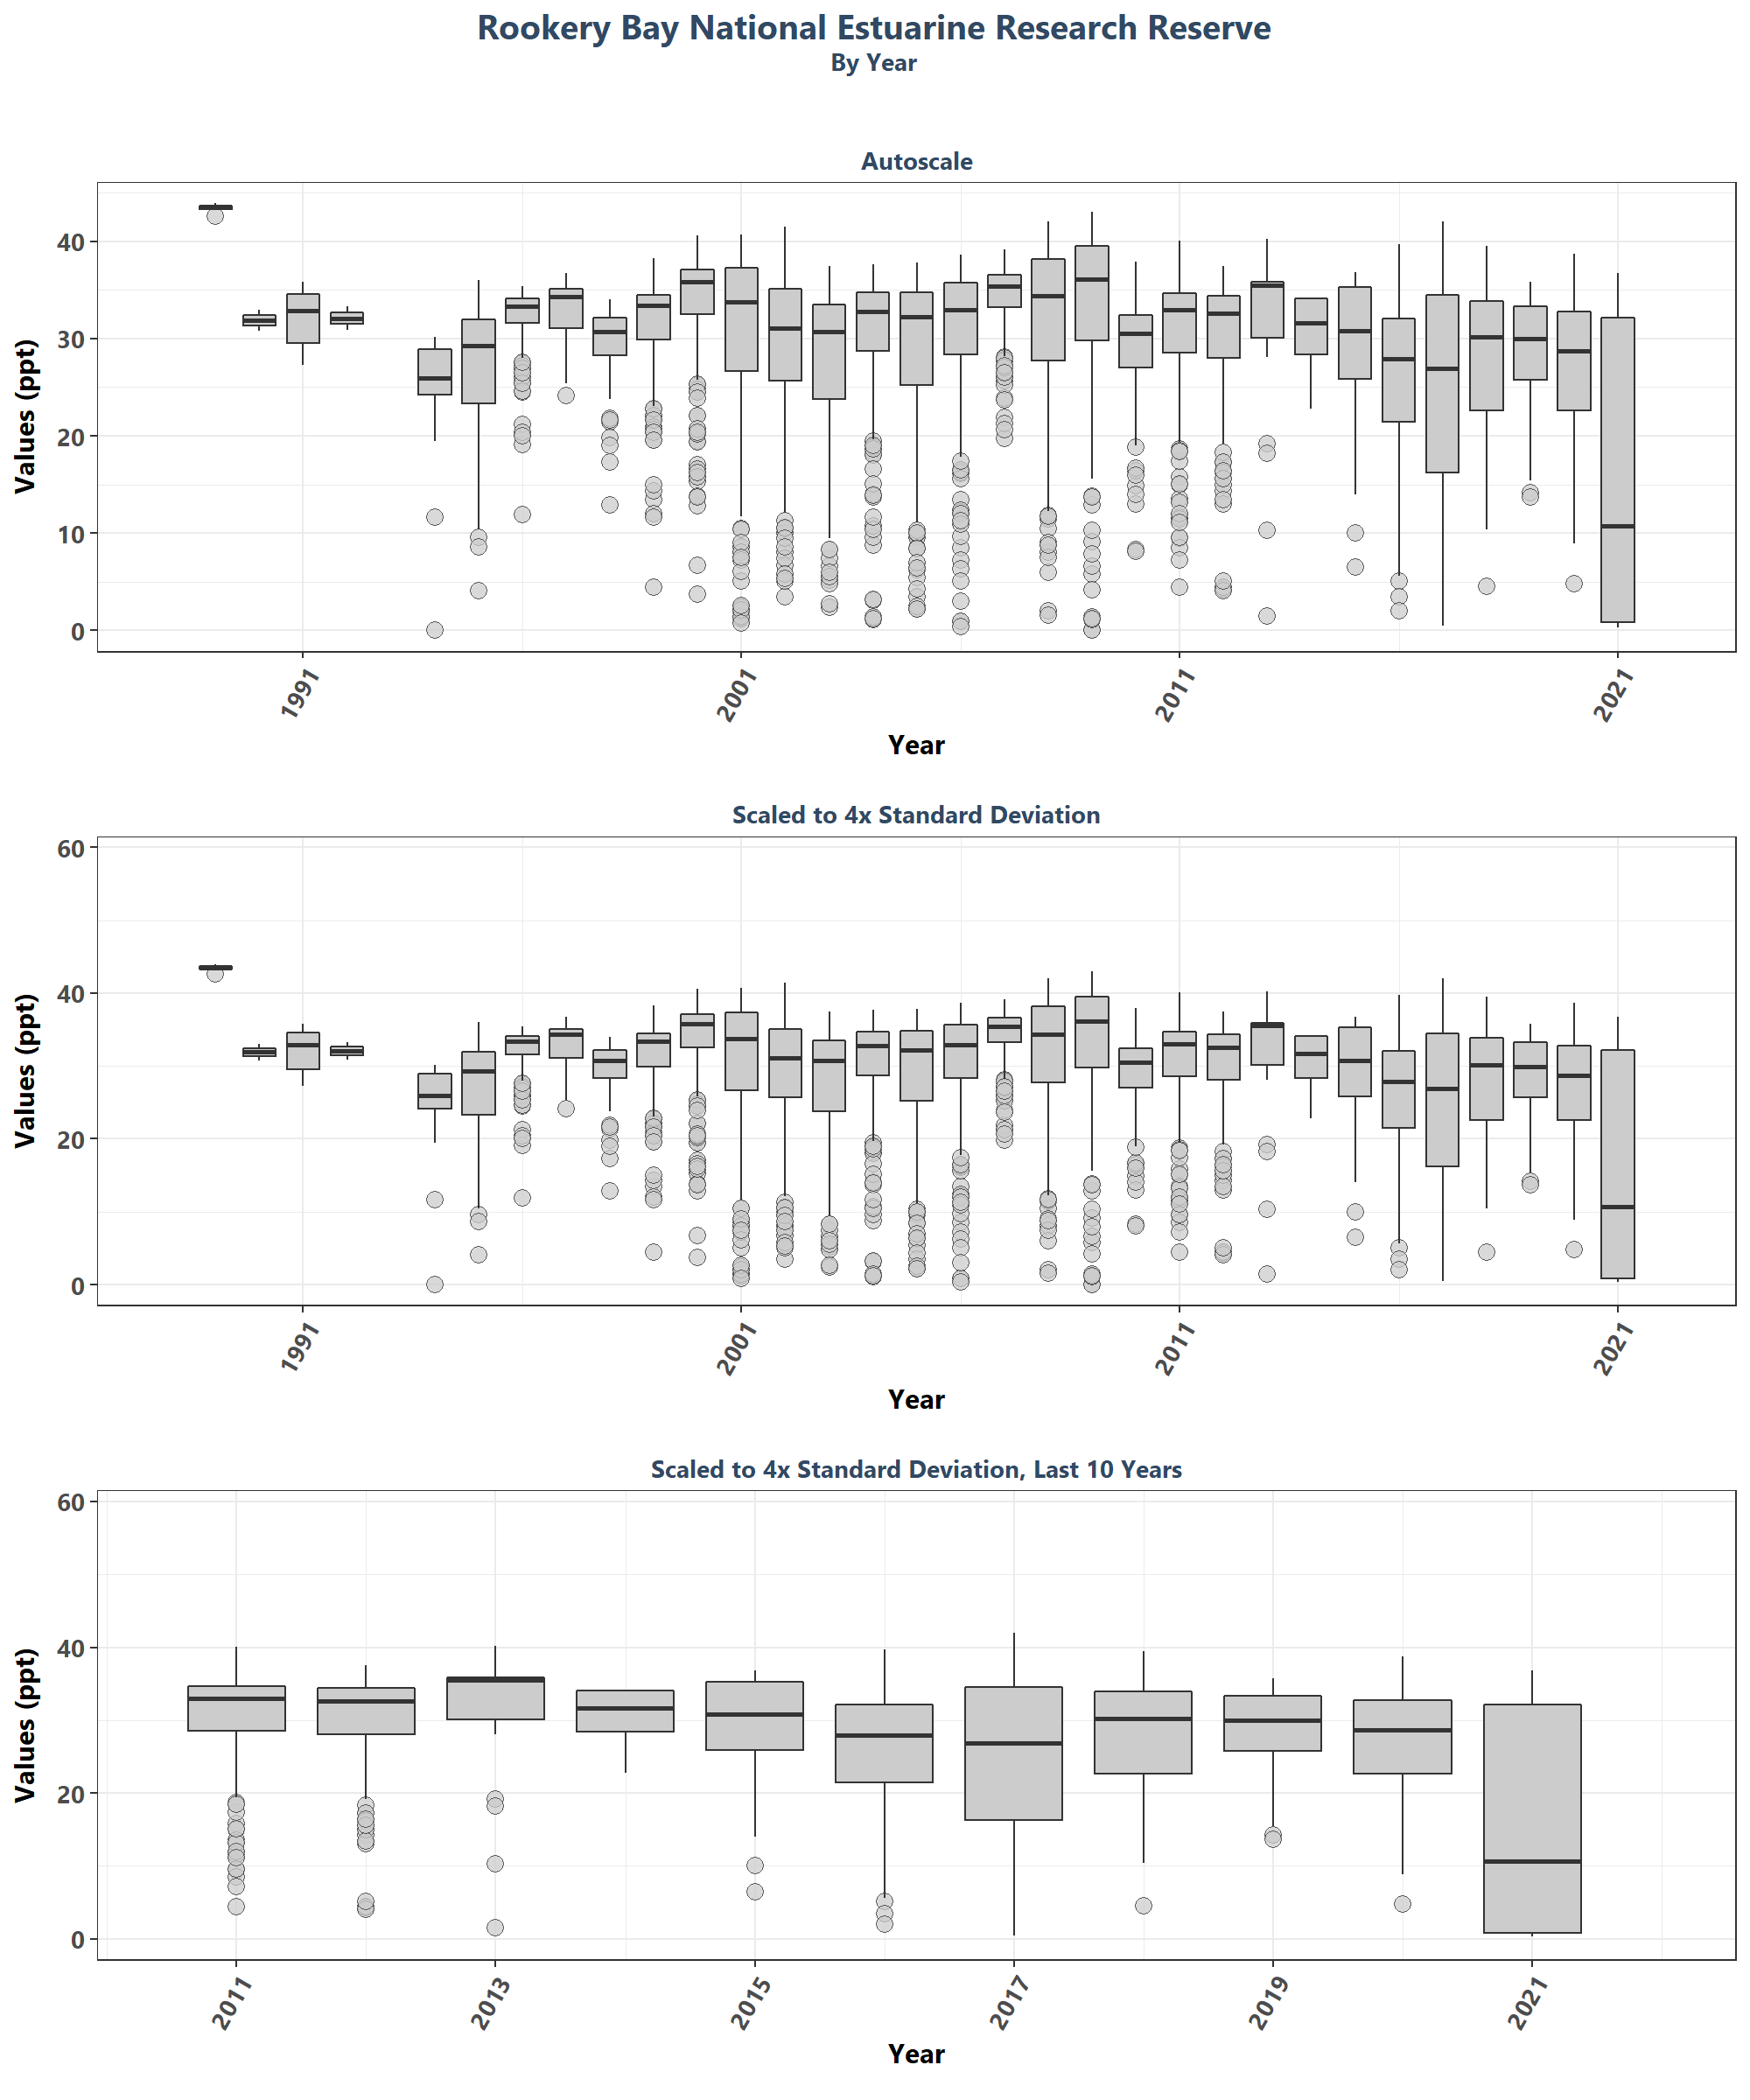 Rookery Bay National Estuarine Research Reserve
By Year
Autoscale
Values (ppt)
40
30
20
10
0
1991
2001
2011
2021
Year
Scaled to 4x Standard Deviation
Values (ppt)
60
40
20
0
1991
2001
2011
2021
Year
Scaled to 4x Standard Deviation, Last 10 Years
Values (ppt)
60
40
20
0
2011
2013
2015
2017
2019
2021
Year